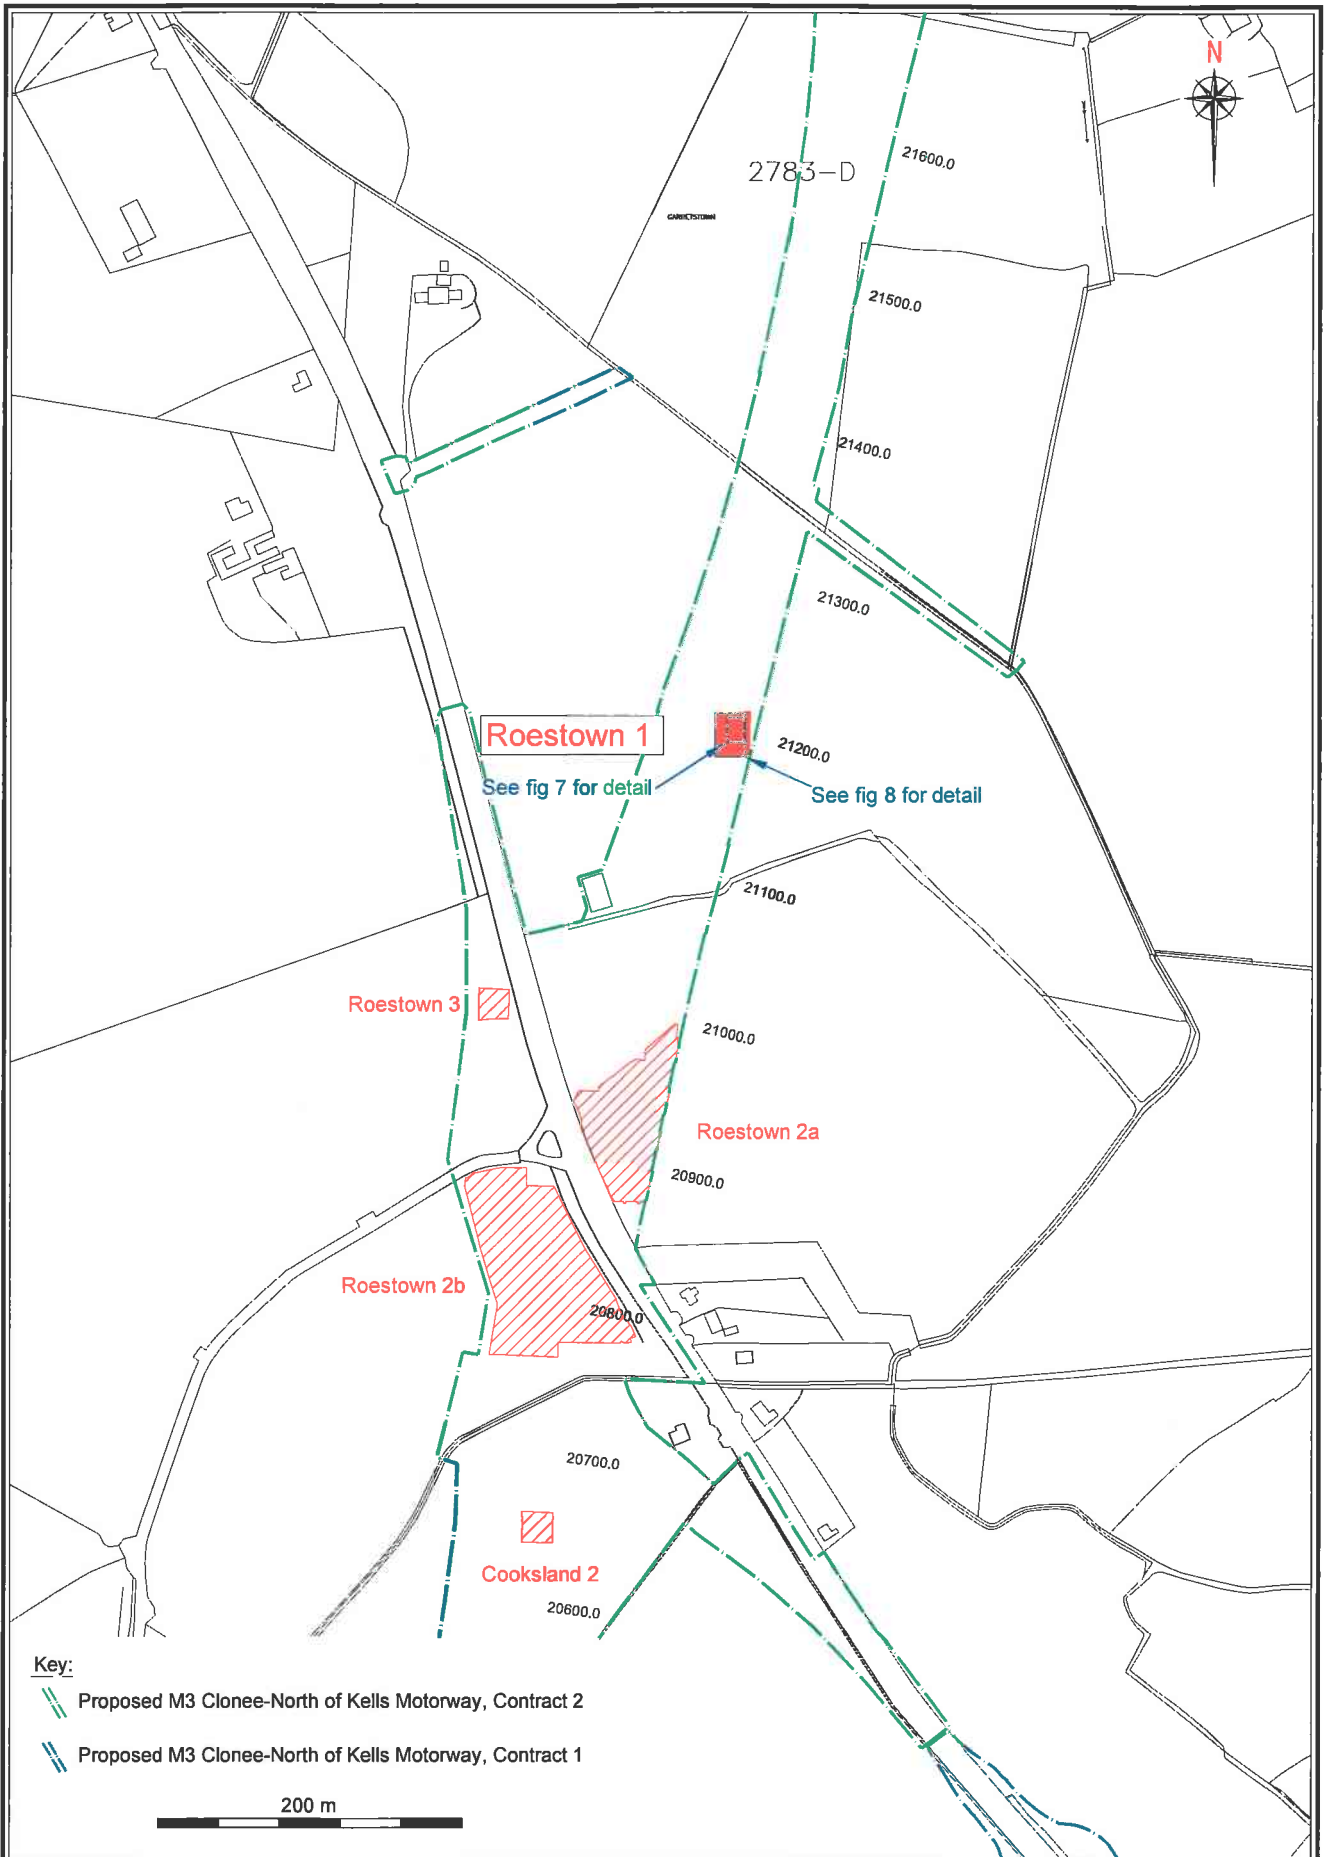 N
21600.0
2783-D
GARRETSTOWN
21500.0
21400.0
21300.0
Roestown 1
21200.0
See fig 7 for detail
See fig 8 for detail
21100.0
Roestown 3
21000.0
Roestown 2a
20900.0
Roestown 2b
20800.0
20700.0
Cooksland 2
20600.0
Key:
Proposed M3 Clonee-North of Kells Motorway, Contract 2
Proposed M3 Clonee-North of Kells Motorway, Contract 1
200 m